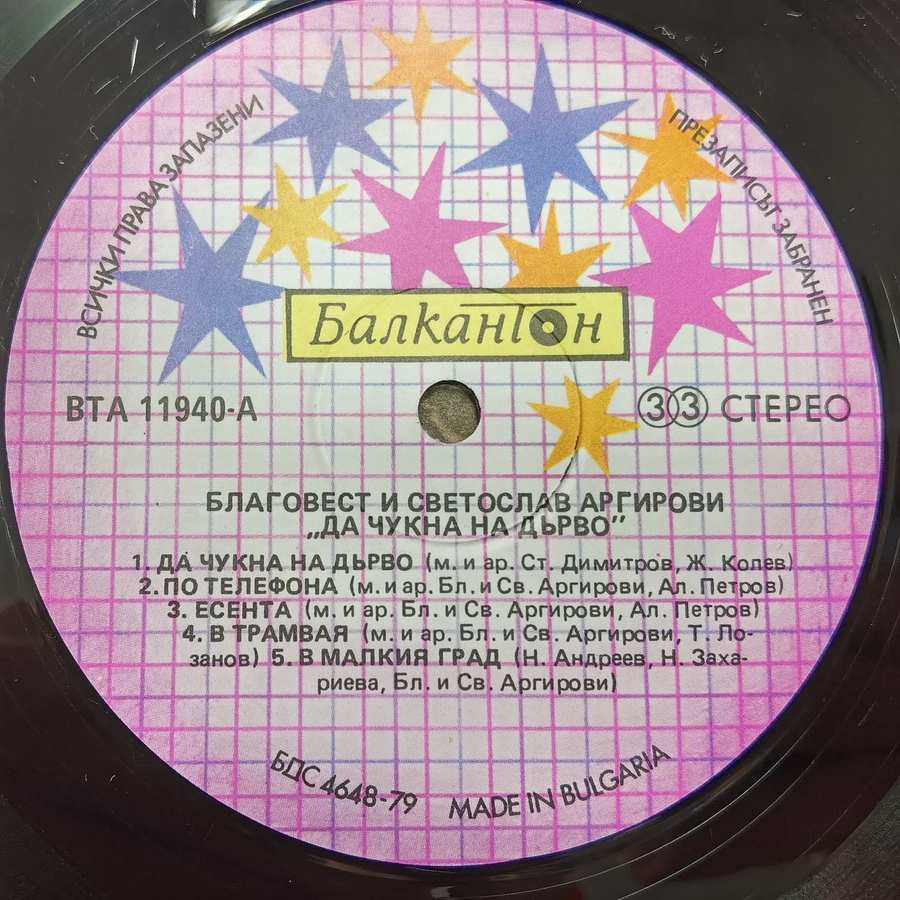 ВСИЧКИ ПРАВА ЗАПАЗЕНИ
ПРЕЗАПИСЪТ ЗАБРАНЕН
Балкантон
ВТА 11940-А
33 СТЕРЕО
БЛАГОВЕСТ И СВЕТОСЛАВ АРГИРОВИ
„ДА ЧУКНА НА ДЪРВО"
1. ДА ЧУКНА НА ДЪРВО (м. и ар. Ст. Димитров, Ж. Колев)
2. ПО ТЕЛЕФОНА (м. и ар. Бл. и Св. Аргирови, Ал. Петров)
3. ЕСЕНТА (м. и ар. Бл. и Св. Аргирови, Ал. Петров)
4. В ТРАМВАЯ (м. и ар. Бл. и Св. Аргирови, Т. Ло-
занов) 5. В МАЛКИЯ ГРАД (Н. Андреев, Н. Заха-
риева, Бл. и Св. Аргирови)
БДС 4648-79 MADE IN BULGARIA